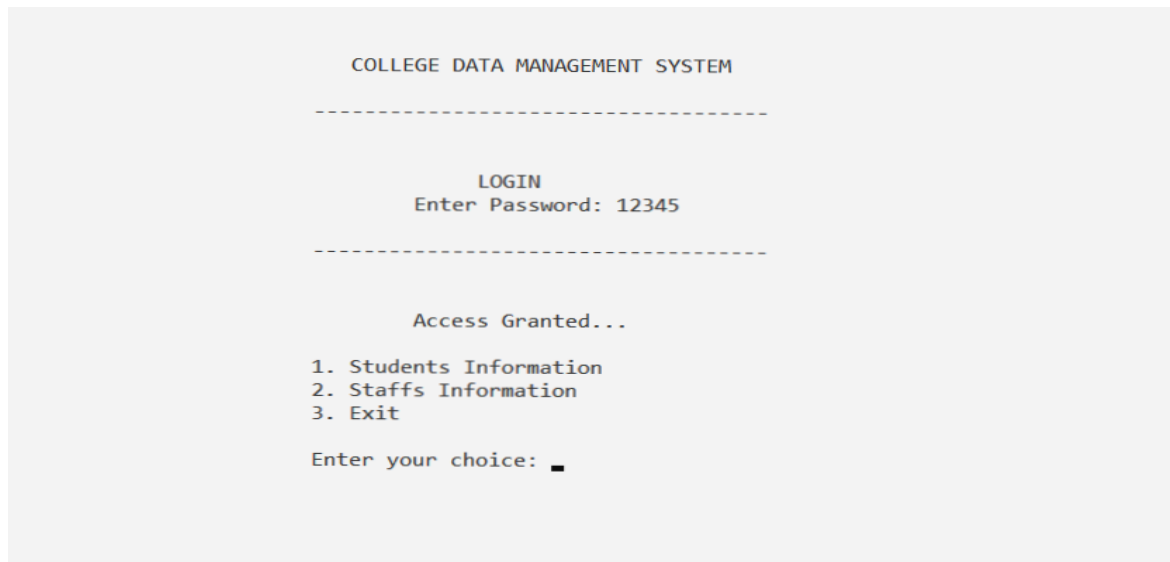 COLLEGE DATA MANAGEMENT SYSTEM
------------------------------------
LOGIN
Enter Password: 12345
------------------------------------
Access Granted...
1. Students Information
2. Staffs Information
3. Exit
Enter your choice: